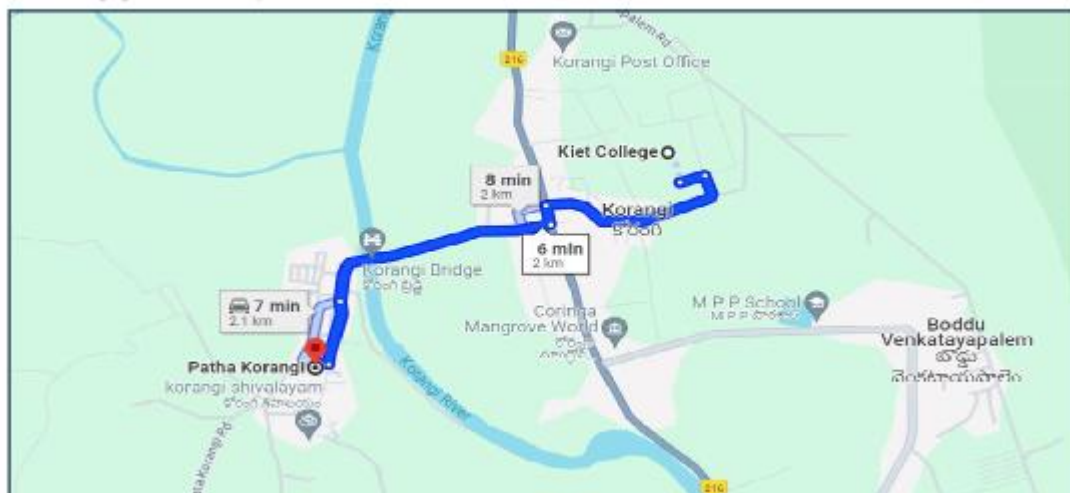 Korangi Post Office
216
Kiet College
8 min
2 km
Korangi
కోరంగి
6 min
2 km
Korangi Bridge
కోరంగి బ్రిడ్జి
7 min
2.1 km
Coringa
Mangrove World
M P P School
Boddu
Venkatayapalem
Patha Korangi
korangi shivalayam
Korangi River
216